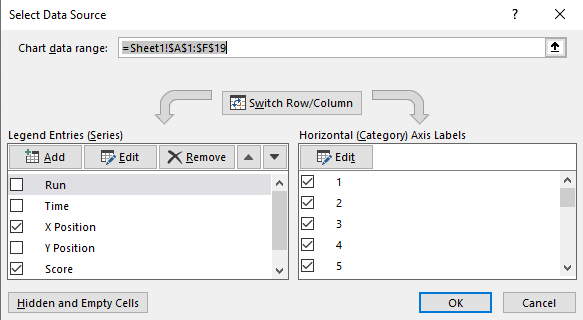 Select Data Source
?
Chart data range: =Sheet1!$A$1:$F$19
Switch Row/Column
Legend Entries (Series)
Add Edit Remove
Run
Time
X Position
Y Position
Score
Horizontal (Category) Axis Labels
Edit
1
2
3
4
5
Hidden and Empty Cells
OK
Cancel